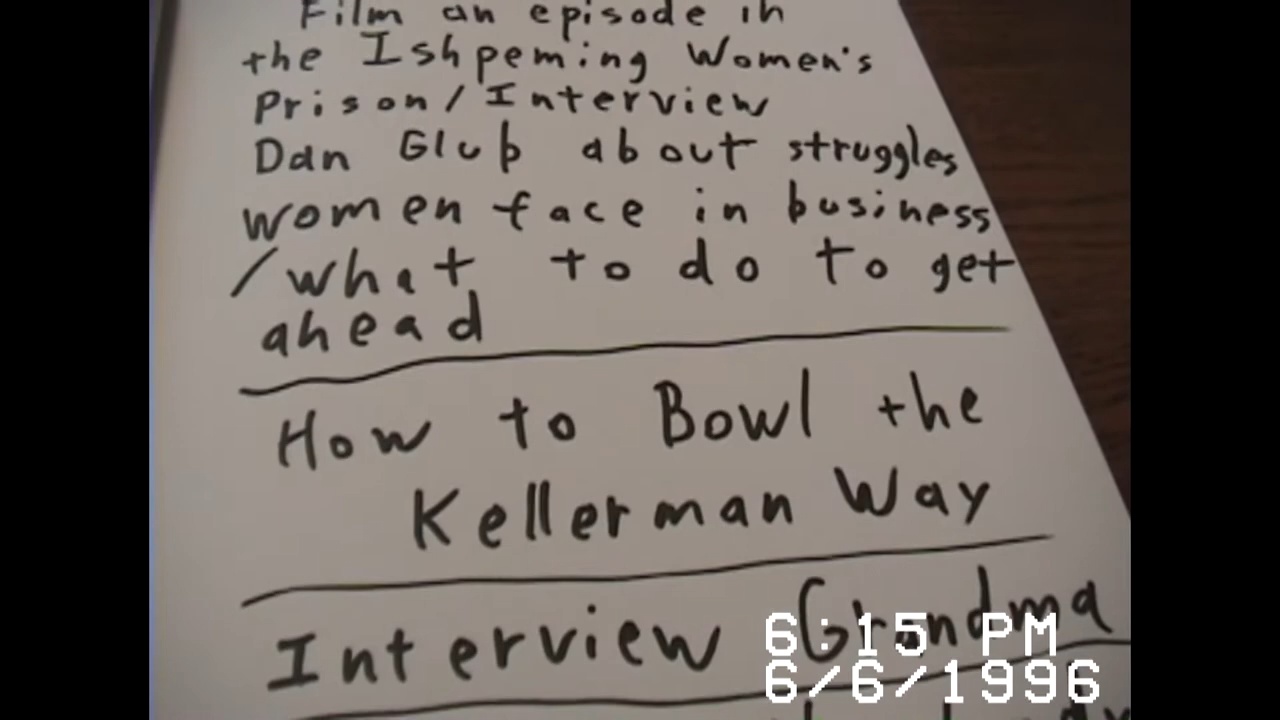 Film an episode in
the Ishpeming Women's
Prison/Interview
Dan Glub about struggles
women face in business
/what to do to get
ahead
How to Bowl the
Kellerman Way
Interview Grandma
6:15 PM
6/6/1996